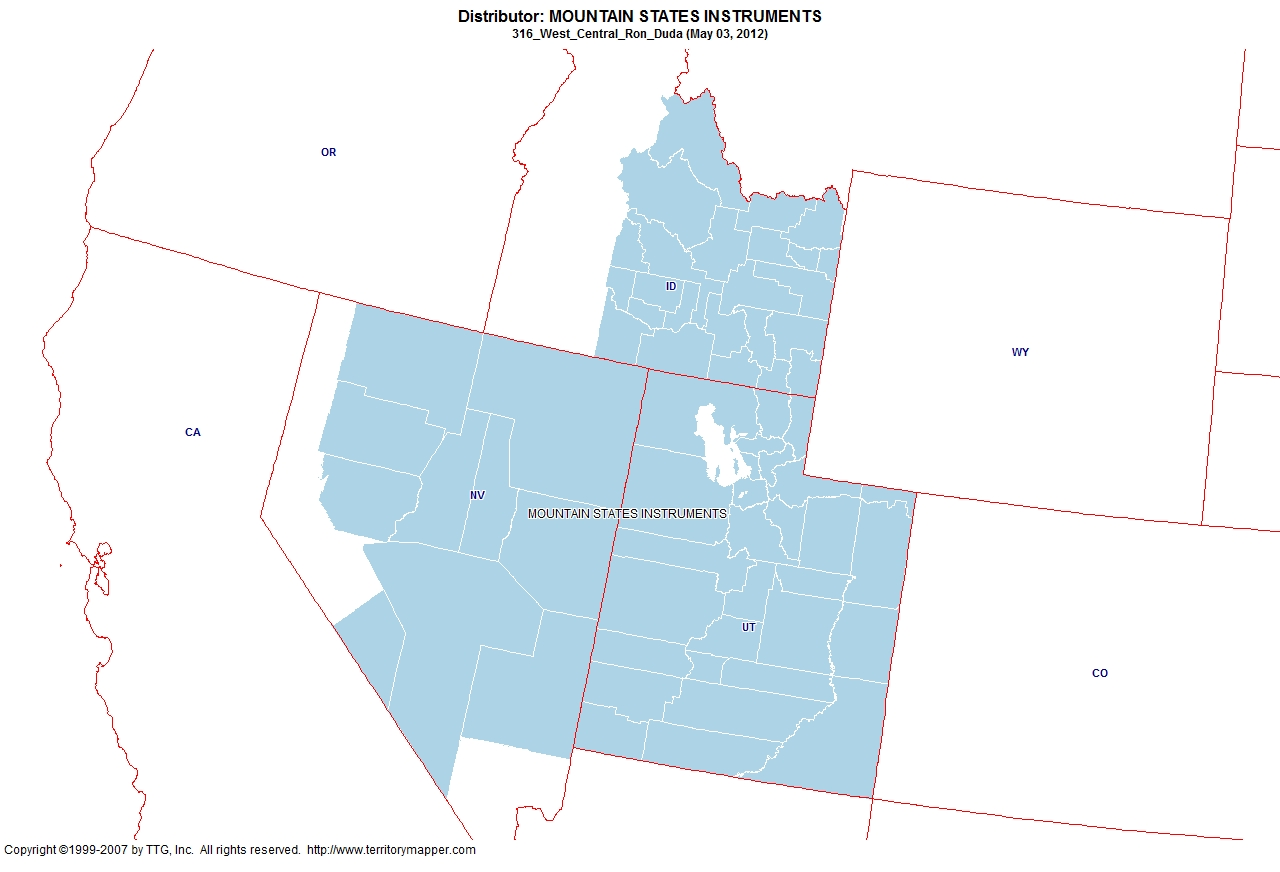 Distributor: MOUNTAIN STATES INSTRUMENTS
316_West_Central_Ron_Duda (May 03, 2012)
OR
ID
WY
CA
NV
MOUNTAIN STATES INSTRUMENTS
UT
CO
Copyright ©1999-2007 by TTG, Inc. All rights reserved. http://www.territorymapper.com